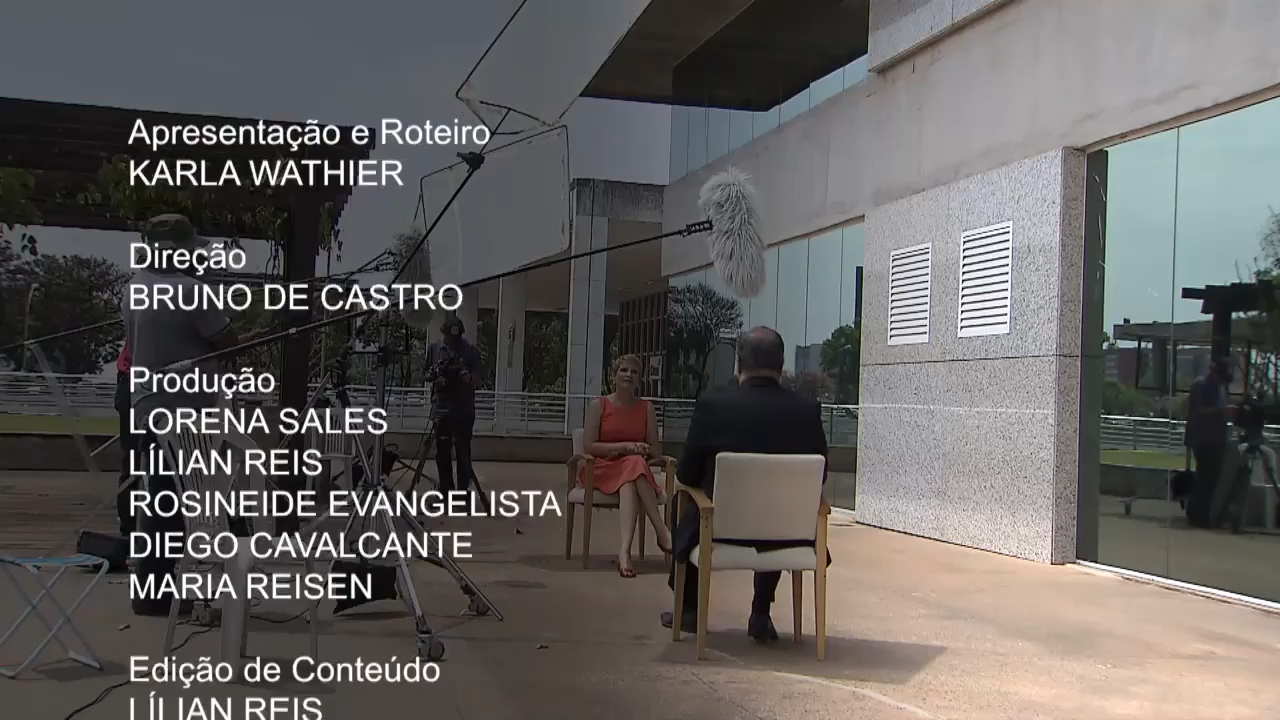 Apresentação e Roteiro
KARLA WATHIER
Direção
BRUNO DE CASTRO
Produção
LORENA SALES
LÍLIAN REIS
ROSINEIDE EVANGELISTA
DIEGO CAVALCANTE
MARIA REISEN
Edição de Conteúdo
LÍLIAN REIS